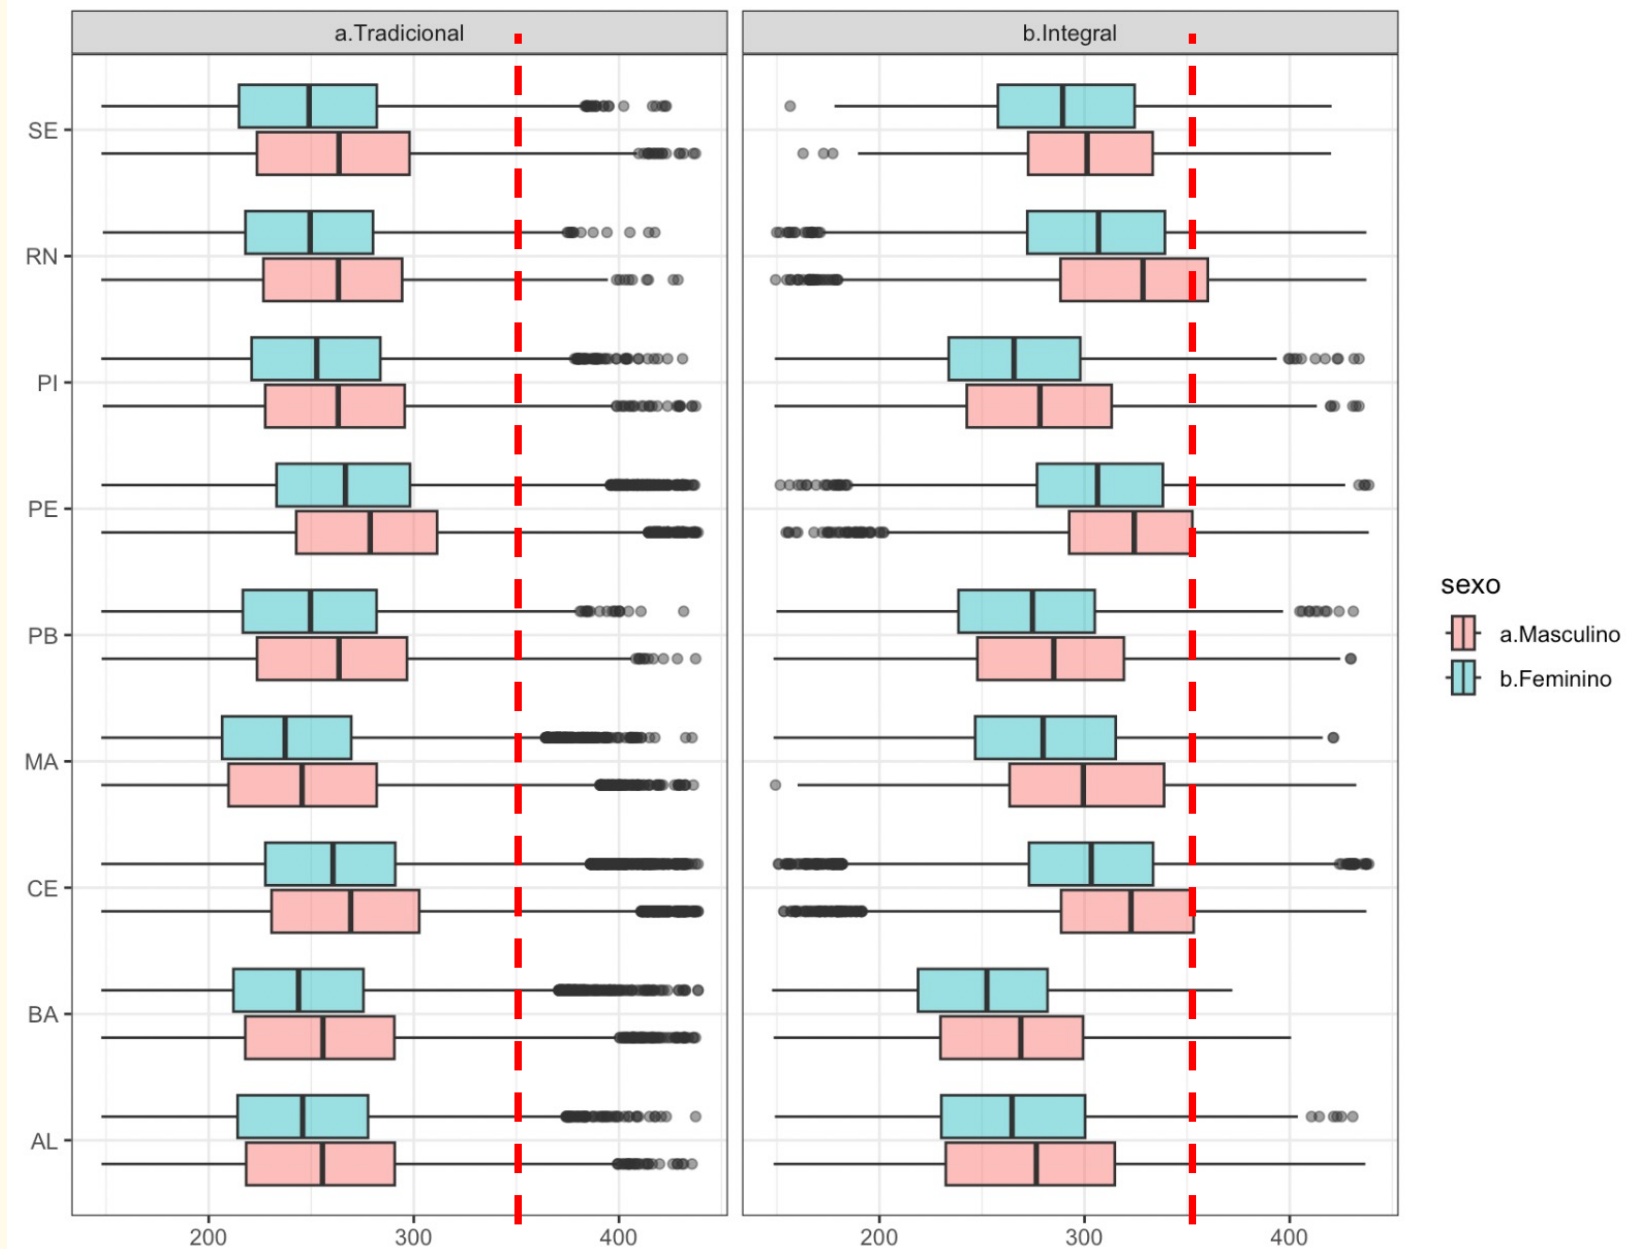 a.Tradicional
b.Integral
SE
RN
PI
PE
PB
MA
CE
BA
AL
200 300 400
200 300 400
sexo
a.Masculino
b.Feminino